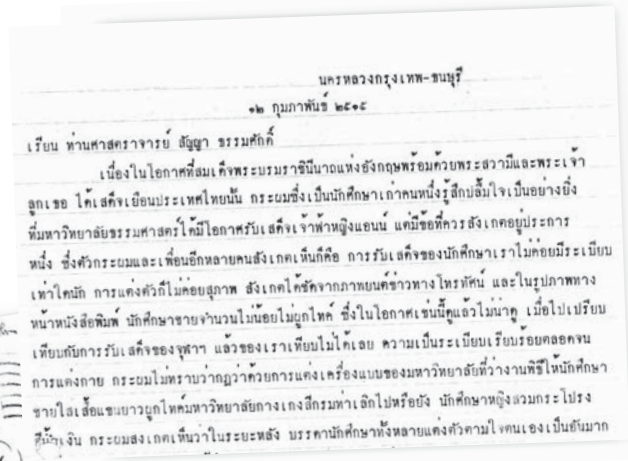 นครหลวงกรุงเทพ-ธนบุรี
๑๒ กุมภาพันธ์ ๒๕๑๕
เรียน ท่านศาสตราจารย์ สัญญา ธรรมศักดิ์
เนื่องในโอกาสที่สมเด็จพระบรมราชินีนาถแห่งอังกฤษพร้อมด้วยพระสวามีและพระเจ้า
ลูกเธอ ได้เสด็จเยือนประเทศไทยนั้น กระผมซึ่งเป็นนักศึกษาเก่าคนหนึ่งรู้สึกปลื้มใจเป็นอย่างยิ่ง
ที่มหาวิทยาลัยธรรมศาสตร์ได้มีโอกาสรับเสด็จเจ้าฟ้าหญิงแอนน์ แต่มีข้อที่ควรสังเกตอยู่ประการ
หนึ่ง ซึ่งตัวกระผมและเพื่อนอีกหลายคนสังเกตเห็นก็คือ การรับเสด็จของนักศึกษาเราไม่ค่อยมีระเบียบ
เท่าใดนัก การแต่งตัวก็ไม่ค่อยสุภาพ สังเกตได้ชัดจากภาพยนต์ข่าวทางโทรทัศน์ และในรูปภาพทาง
หน้าหนังสือพิมพ์ นักศึกษาชายจำนวนไม่น้อยไม่ผูกไทค์ ซึ่งในโอกาสเช่นนี้ดูแล้วไม่น่าดู เมื่อไปเปรียบ
เทียบกับการรับเสด็จของจุฬาฯ แล้วของเราเทียบไม่ได้เลย ความเป็นระเบียบเรียบร้อยตลอดจน
การแต่งกาย กระผมไม่ทราบว่ากฎว่าด้วยการแต่งเครื่องแบบของมหาวิทยาลัยที่ว่างานพิธีให้นักศึกษา
ชายใส่เสื้อแขนยาวผูกไทค์มหาวิทยาลัยกางเกงสีกรมท่าเลิกไปหรือยัง นักศึกษาหญิงสวมกระโปรง
สีน้ำเงิน กระผมสงเกตเห็นว่าในระยะหลัง บรรดานักศึกษาทั้งหลายแต่งตัวตามใจตนเองเป็นอันมาก